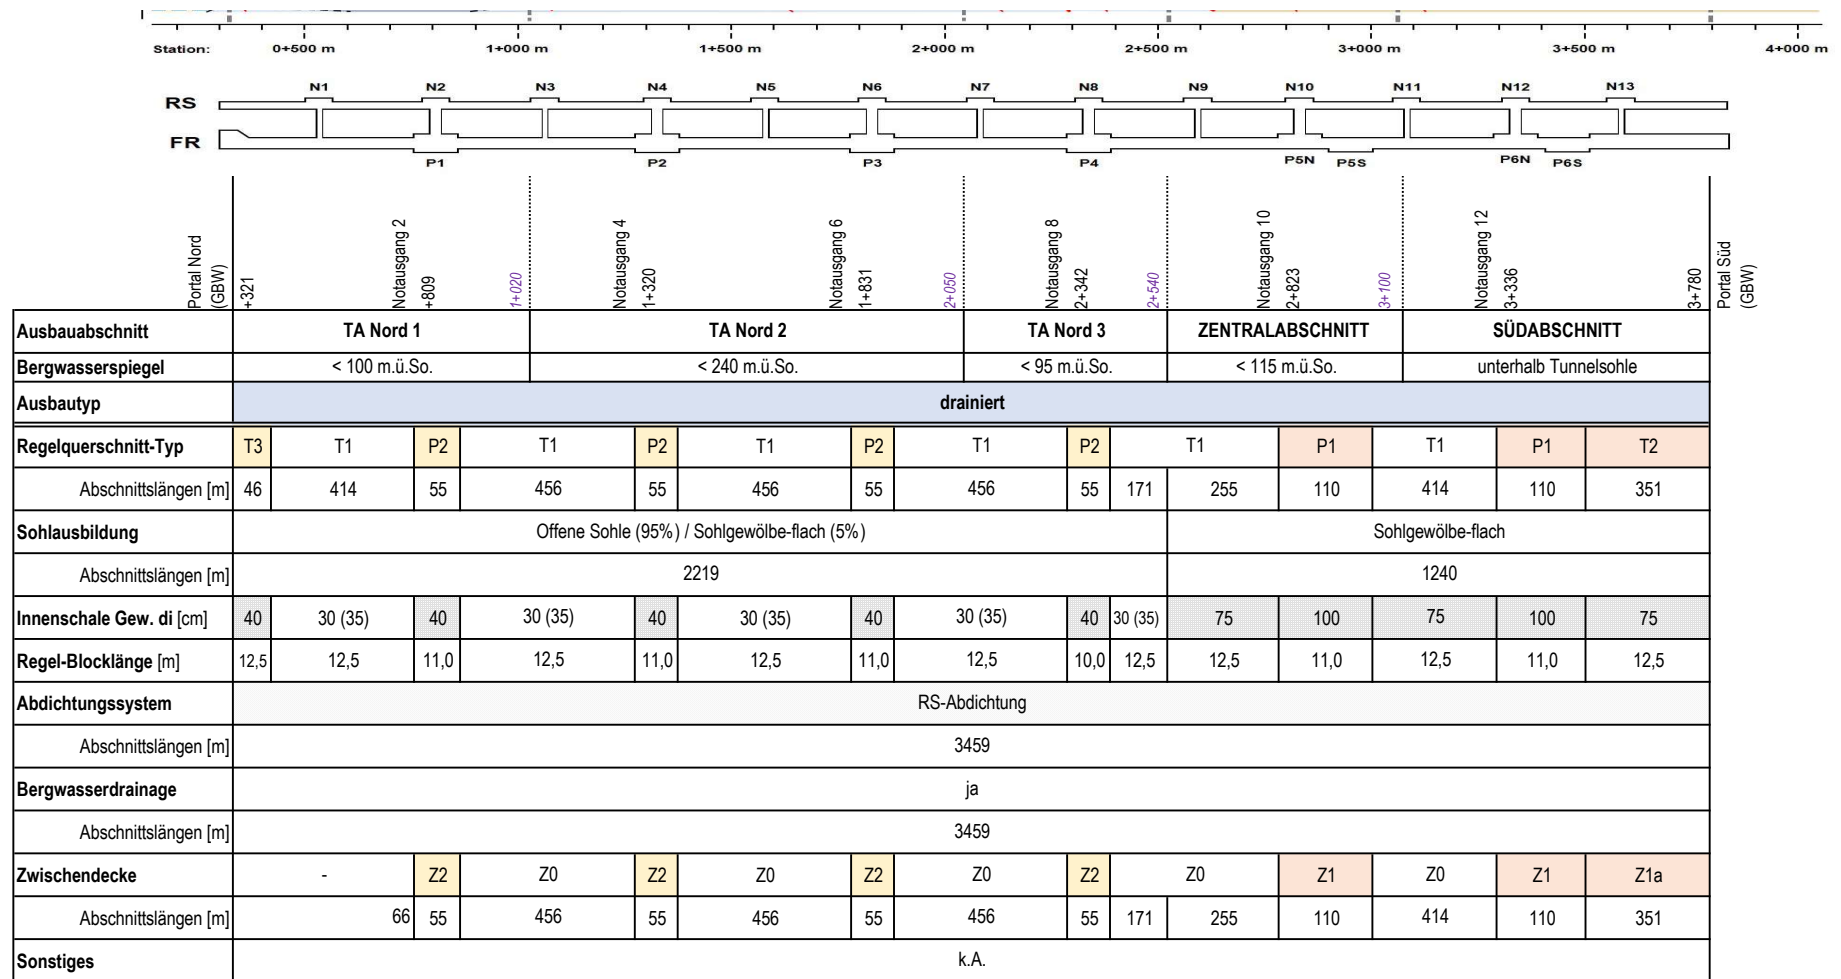 Station: 0+500 m 1+000 m 1+500 m 2+000 m 2+500 m 3+000 m 3+500 m 4+000 m
N1 N2 N3 N4 N5 N6 N7 N8 N9 N10 N11 N12 N13
RS
FR
P1 P2 P3 P4 P5N P5S P6N P6S
Portal Nord
(GBW)
+321
Notausgang 2
+809
1+020
Notausgang 4
1+320
Notausgang 6
1+831
2+050
Notausgang 8
2+342
2+540
Notausgang 10
2+823
3+100
Notausgang 12
3+336
3+780
Portal Süd
(GBW)
Ausbauabschnitt TA Nord 1 TA Nord 2 TA Nord 3 ZENTRALABSCHNITT SÜDABSCHNITT
Bergwasserspiegel < 100 m.ü.So. < 240 m.ü.So. < 95 m.ü.So. < 115 m.ü.So. unterhalb Tunnelsohle
Ausbautyp drainiert
Regelquerschnitt-Typ T3 T1 P2 T1 P2 T1 P2 T1 P2 T1 P1 T1 P1 T2
Abschnittslängen [m] 46 414 55 456 55 456 55 456 55 171 255 110 414 110 351
Sohlausbildung Offene Sohle (95%) / Sohlgewölbe-flach (5%) Sohlgewölbe-flach
Abschnittslängen [m] 2219 1240
Innenschale Gew. di [cm] 40 30 (35) 40 30 (35) 40 30 (35) 40 30 (35) 40 30 (35) 75 100 75 100 75
Regel-Blocklänge [m] 12,5 12,5 11,0 12,5 11,0 12,5 11,0 12,5 10,0 12,5 12,5 11,0 12,5 11,0 12,5
Abdichtungssystem RS-Abdichtung
Abschnittslängen [m] 3459
Bergwasserdrainage ja
Abschnittslängen [m] 3459
Zwischendecke - Z2 Z0 Z2 Z0 Z2 Z0 Z2 Z0 Z1 Z0 Z1 Z1a
Abschnittslängen [m] 66 55 456 55 456 55 456 55 171 255 110 414 110 351
Sonstiges k.A.